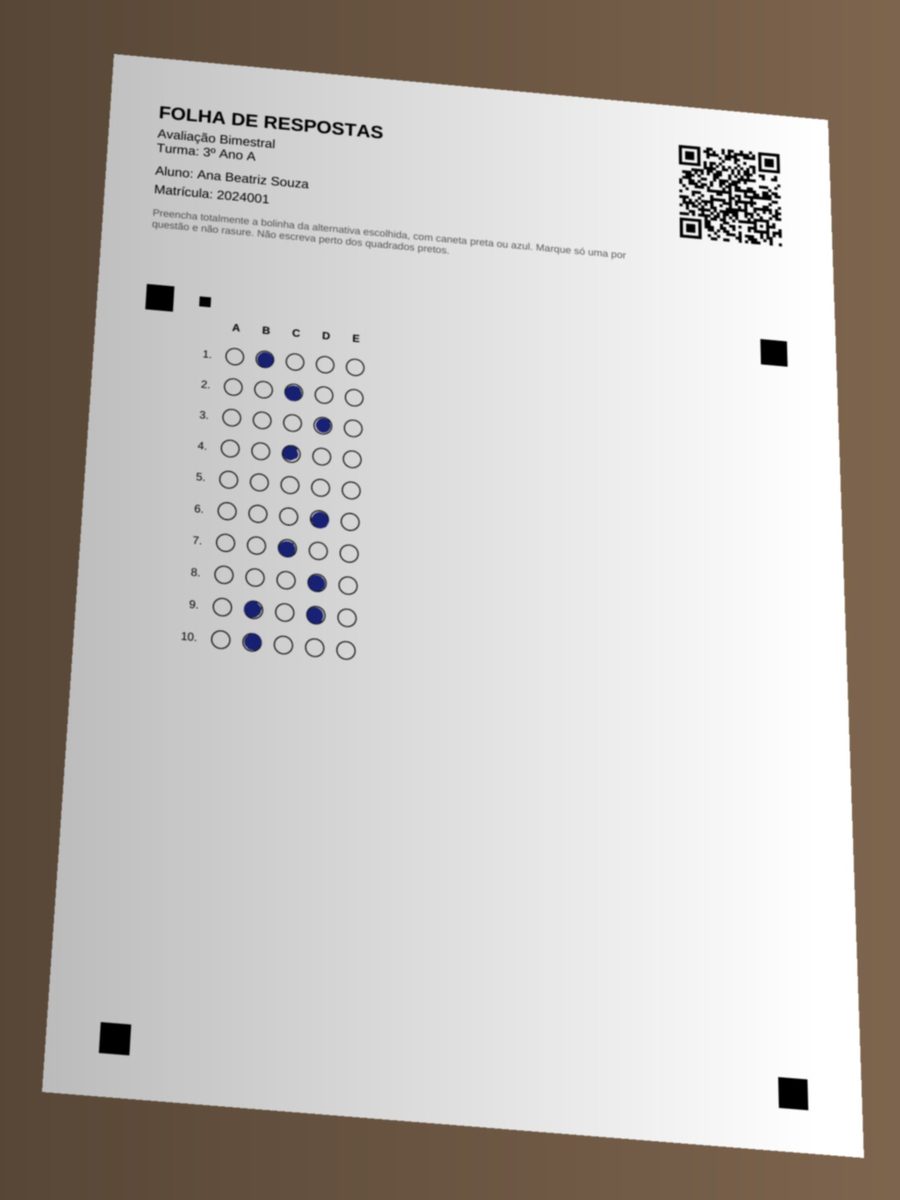 FOLHA DE RESPOSTAS
Avaliação Bimestral
Turma: 3º Ano A
Aluno: Ana Beatriz Souza
Matrícula: 2024001
Preencha totalmente a bolinha da alternativa escolhida, com caneta preta ou azul. Marque só uma por
questão e não rasure. Não escreva perto dos quadrados pretos.
A B C D E
1.
2.
3.
4.
5.
6.
7.
8.
9.
10.